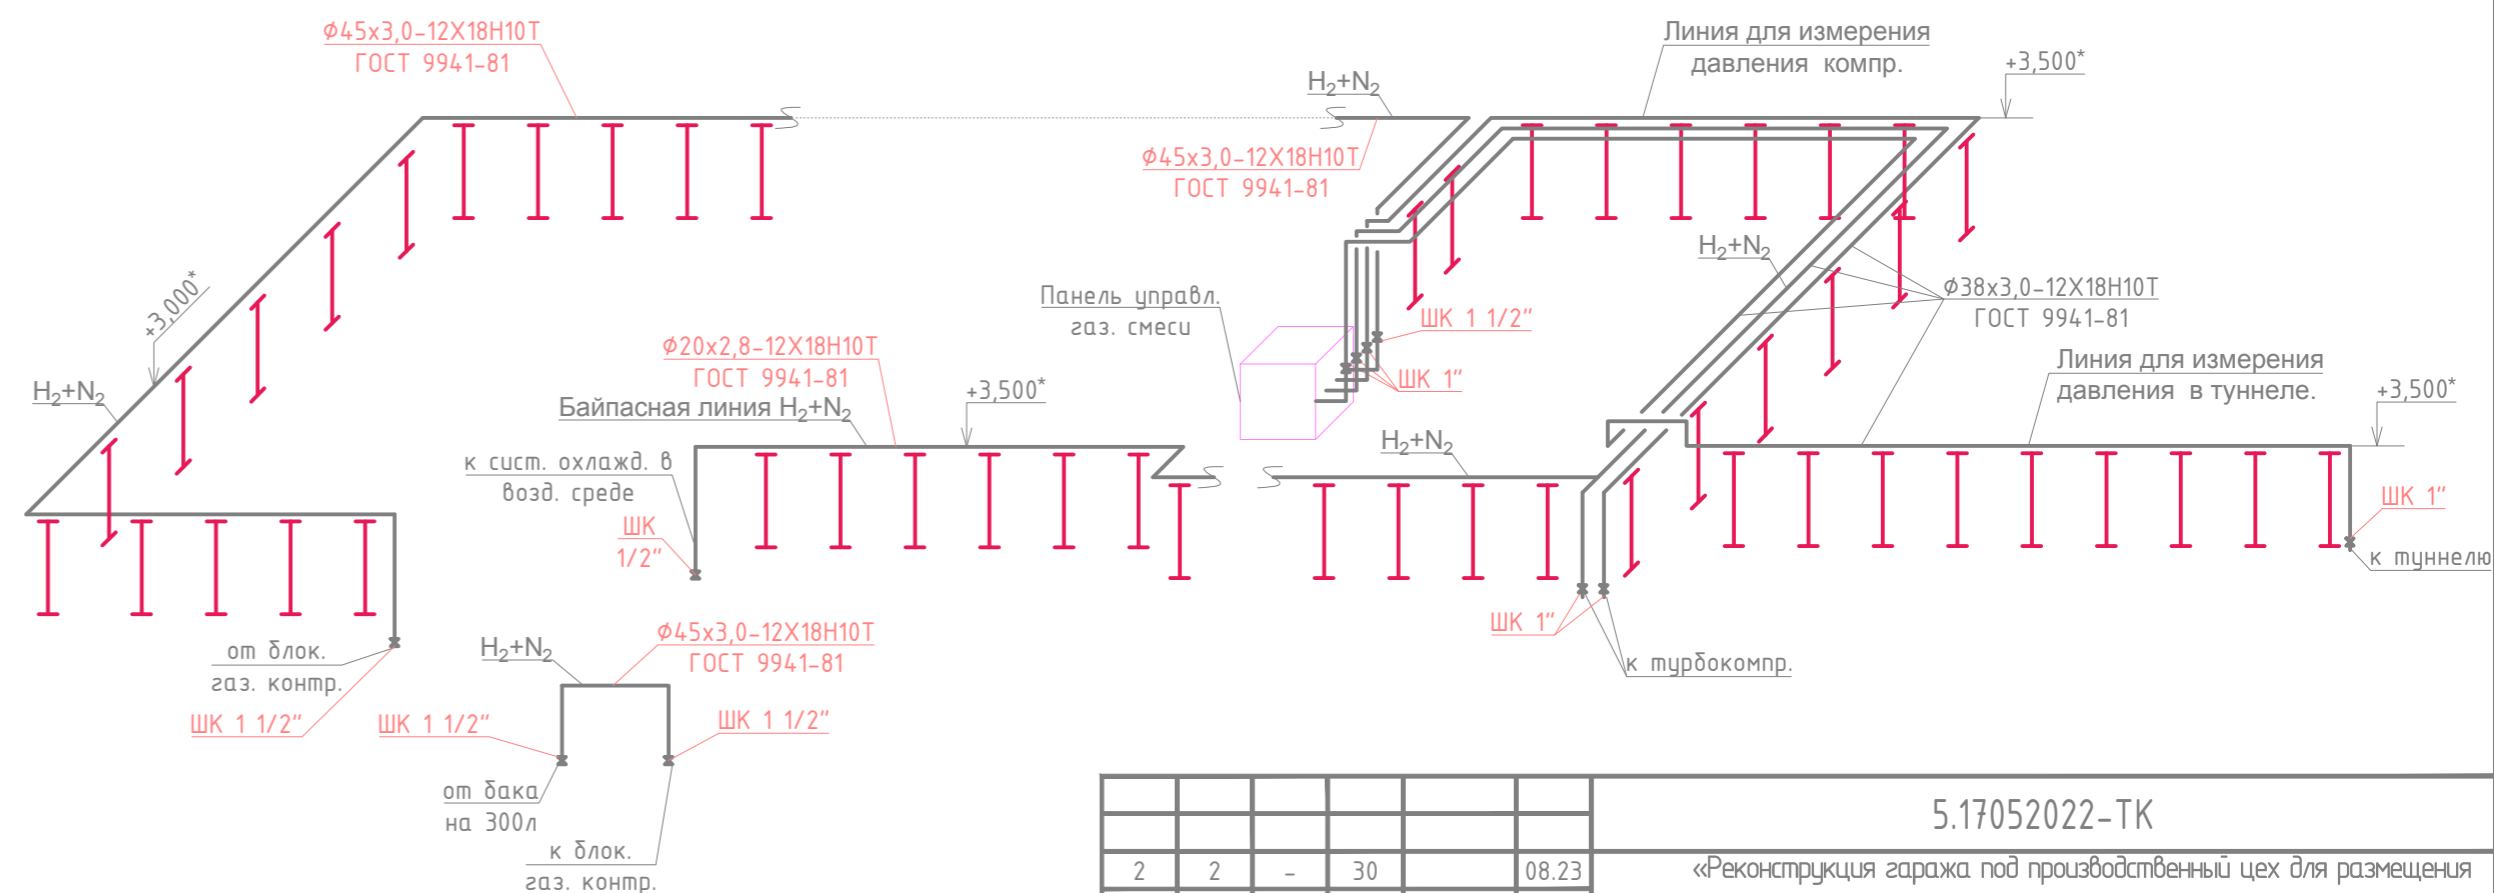 Ф45х3,0-12Х18Н10Т
ГОСТ 9941-81
Линия для измерения
давления компр.
+3,500*
H₂+N₂
Ф45х3,0-12Х18Н10Т
ГОСТ 9941-81
H₂+N₂
+3,000*
Ф38х3,0-12Х18Н10Т
ГОСТ 9941-81
Панель управл.
газ. смеси
ШК 1 1/2"
Ф20х2,8-12Х18Н10Т
ГОСТ 9941-81
ШК 1"
Линия для измерения
давления в туннеле.
H₂+N₂
Байпасная линия H₂+N₂
+3,500*
+3,500*
H₂+N₂
к сист. охлажд. в
возд. среде
ШК
1/2"
ШК 1"
к туннелю
ШК 1"
от блок.
газ. контр.
H₂+N₂
Ф45х3,0-12Х18Н10Т
ГОСТ 9941-81
к турбокомпр.
ШК 1 1/2"
ШК 1 1/2"
ШК 1 1/2"
от бака
на 300л
к блок.
газ. контр.
5.17052022-ТК
2 2 - 30 08.23
«Реконструкция гаража под производственный цех для размещения